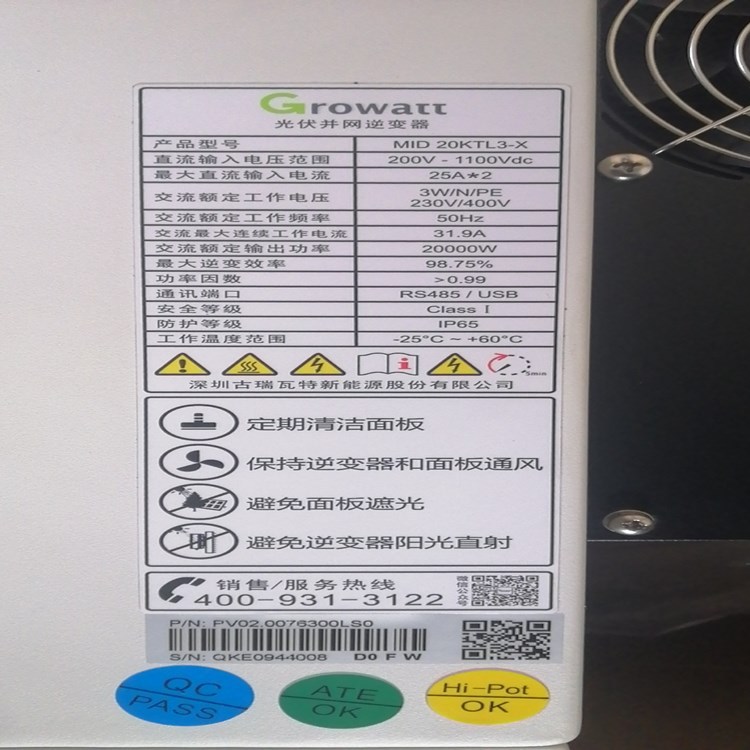 Growatt
光伏并网逆变器
产品型号 MID 20KTL3-X
直流输入电压范围 200V - 1100Vdc
最大直流输入电流 25A*2
交流额定工作电压 3W/N/PE 230V/400V
交流额定工作频率 50Hz
交流最大连续工作电流 31.9A
交流额定输出功率 20000W
最大逆变效率 98.75%
功率因数 >0.99
通讯端口 RS485 / USB
安全等级 Class Ⅰ
防护等级 IP65
工作温度范围 -25°C ~ +60°C
5min
深圳古瑞瓦特新能源股份有限公司
定期清洁面板
保持逆变器和面板通风
避免面板遮光
避免逆变器阳光直射
销售/服务热线
400-931-3122
微信公众号
P/N: PV02.0076300LS0
S/N: QKE0944008 D0 F W
QC PASS
ATE OK
Hi-Pot OK